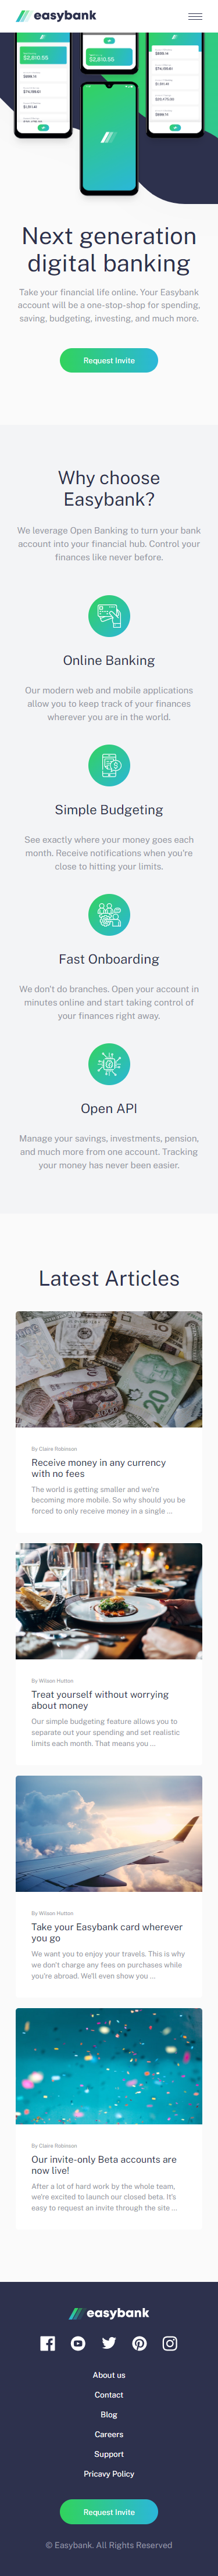 easybank
Next generation
digital banking
Take your financial life online. Your Easybank
account will be a one-stop-shop for spending,
saving, budgeting, investing, and much more.
Request Invite
Why choose
Easybank?
We leverage Open Banking to turn your bank
account into your financial hub. Control your
finances like never before.
Online Banking
Our modern web and mobile applications
allow you to keep track of your finances
wherever you are in the world.
Simple Budgeting
See exactly where your money goes each
month. Receive notifications when you're
close to hitting your limits.
Fast Onboarding
We don't do branches. Open your account in
minutes online and start taking control of
your finances right away.
Open API
Manage your savings, investments, pension,
and much more from one account. Tracking
your money has never been easier.
Latest Articles
By Claire Robinson
Receive money in any currency
with no fees
The world is getting smaller and we're
becoming more mobile. So why should you be
forced to only receive money in a single ...
By Wilson Hutton
Treat yourself without worrying
about money
Our simple budgeting feature allows you to
separate out your spending and set realistic
limits each month. That means you ...
By Wilson Hutton
Take your Easybank card wherever
you go
We want you to enjoy your travels. This is why
we don't charge any fees on purchases while
you're abroad. We'll even show you ...
By Claire Robinson
Our invite-only Beta accounts are
now live!
After a lot of hard work by the whole team,
we're excited to launch our closed beta. It's
easy to request an invite through the site ...
easybank
About us
Contact
Blog
Careers
Support
Pricavy Policy
Request Invite
© Easybank. All Rights Reserved